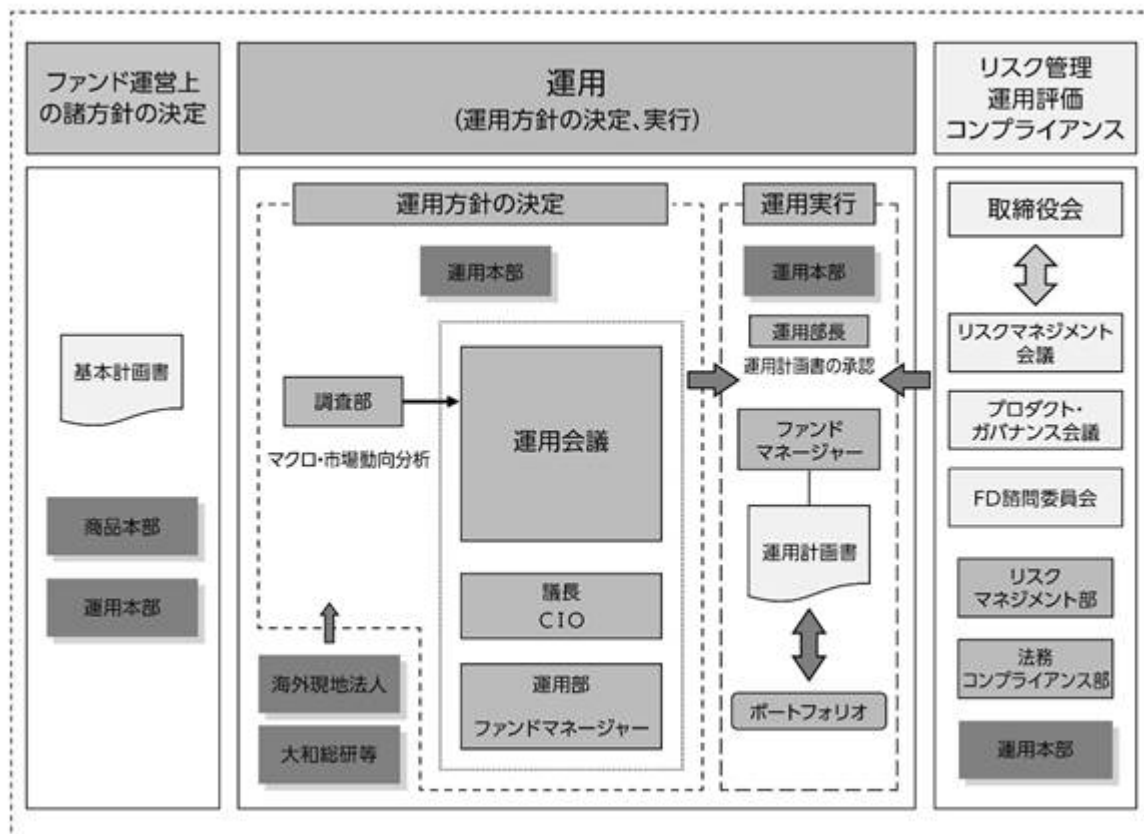 ファンド運営上
の諸方針の決定
運用
(運用方針の決定、実行)
リスク管理
運用評価
コンプライアンス
基本計画書
商品本部
運用本部
運用方針の決定
運用本部
調査部
マクロ・市場動向分析
運用会議
議長
CIO
運用部
ファンドマネージャー
海外現地法人
大和総研等
運用実行
運用本部
運用部長
運用計画書の承認
ファンド
マネージャー
運用計画書
ポートフォリオ
取締役会
リスクマネジメント
会議
プロダクト・
ガバナンス会議
FD諮問委員会
リスク
マネジメント部
法務
コンプライアンス部
運用本部